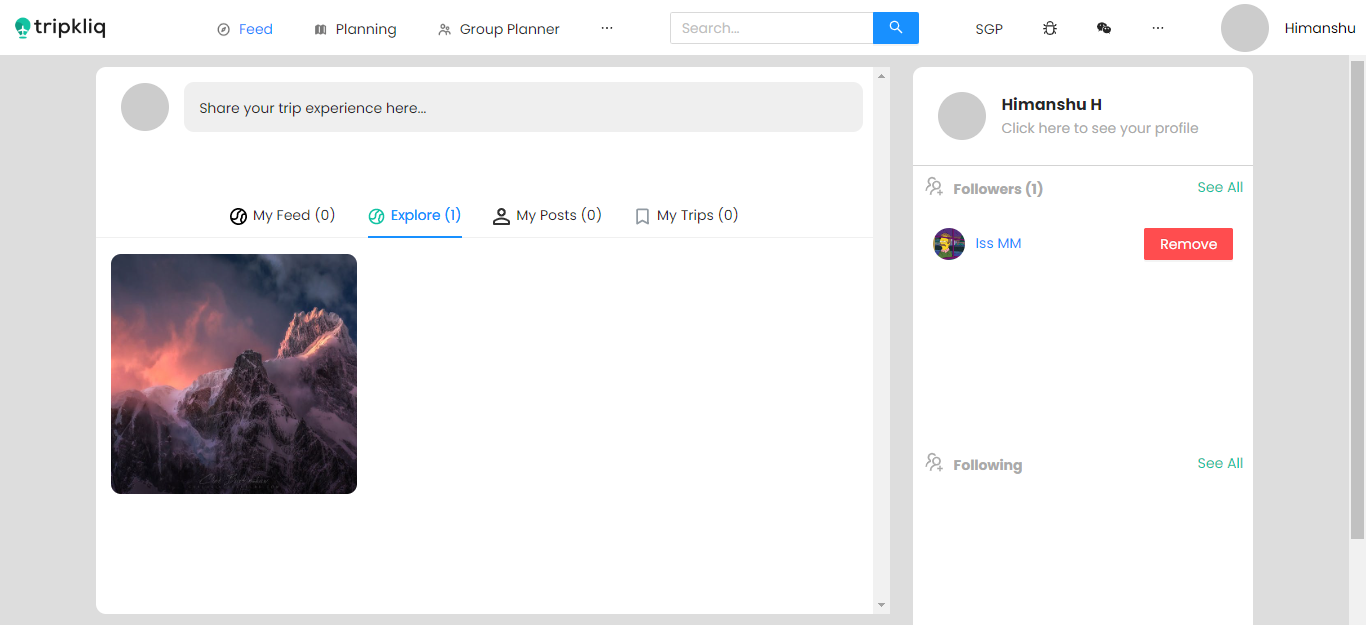 tripkliq
Feed
Planning
Group Planner
···
Search...
SGP
···
Himanshu
Share your trip experience here...
My Feed (0)
Explore (1)
My Posts (0)
My Trips (0)
Himanshu H
Click here to see your profile
Followers (1)
See All
Iss MM
Remove
Following
See All